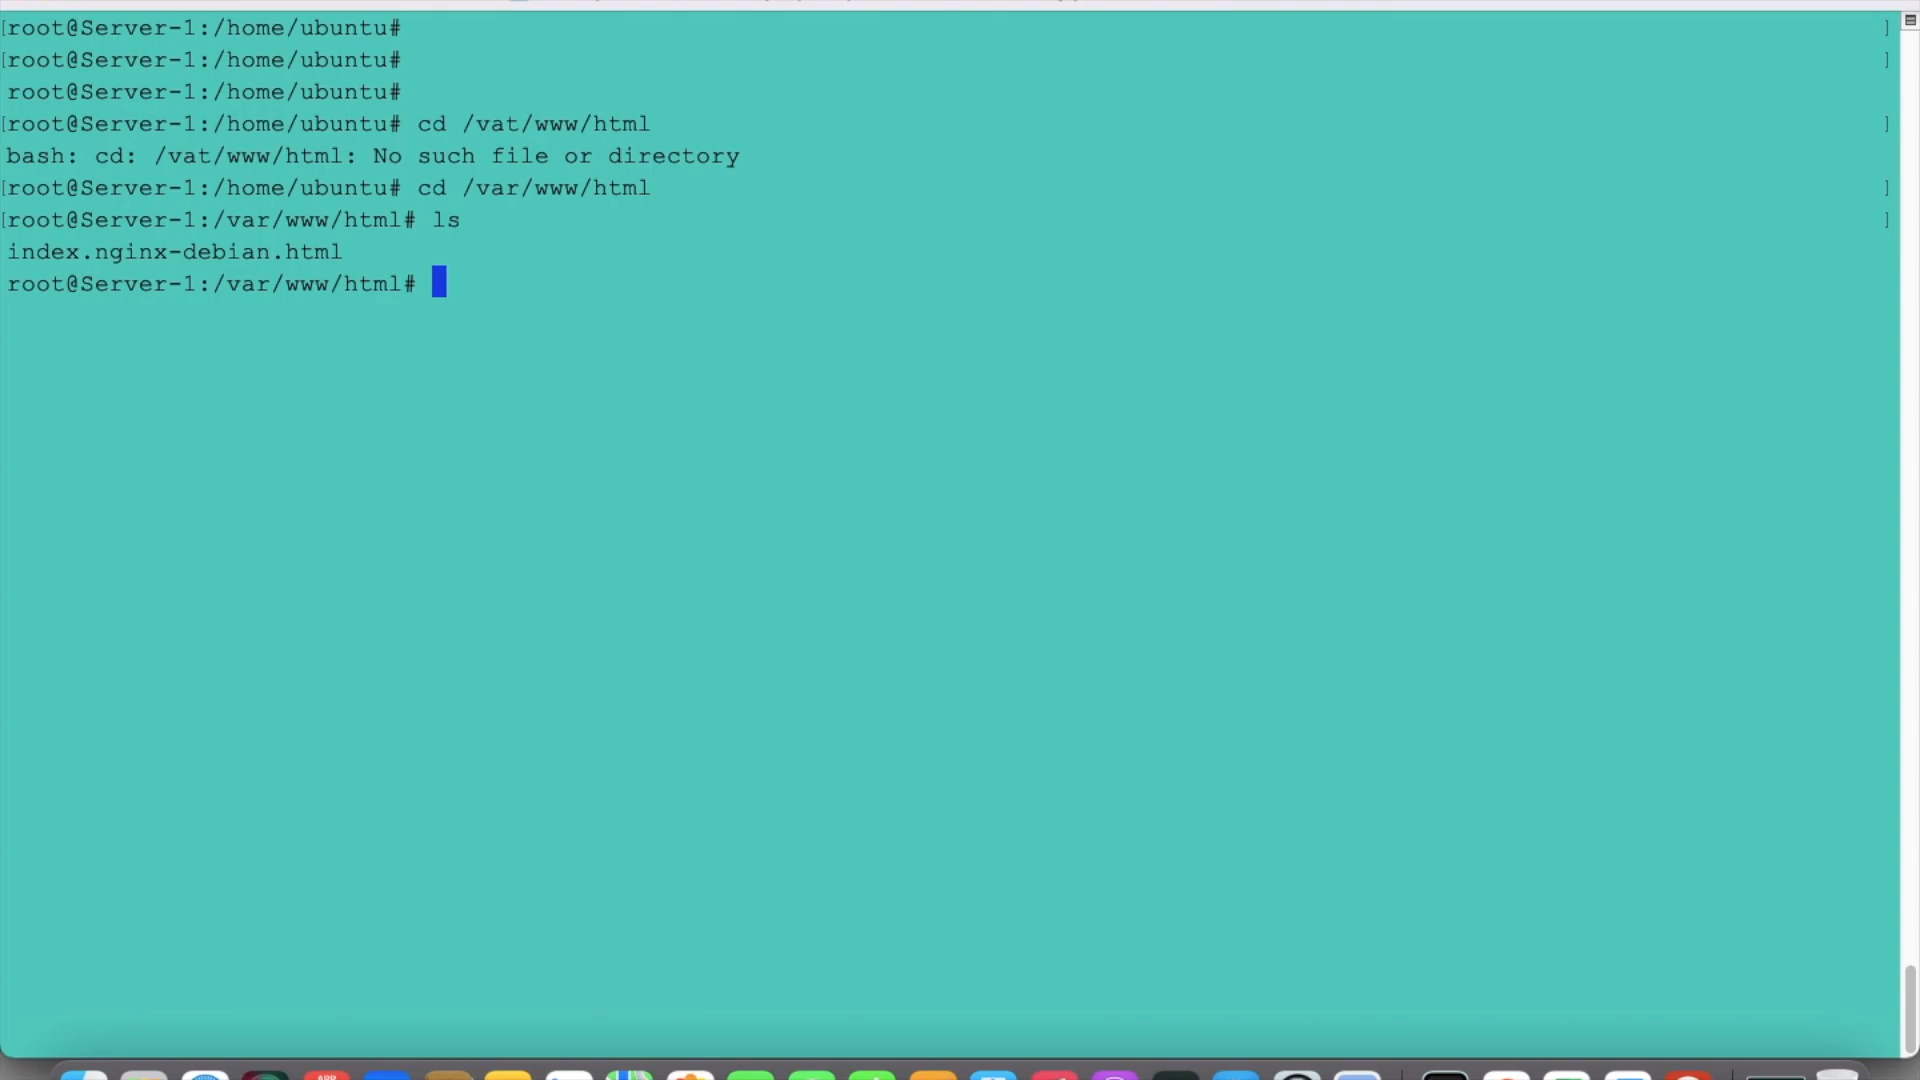 [root@Server-1:/home/ubuntu# ]
[root@Server-1:/home/ubuntu# ]
root@Server-1:/home/ubuntu#
[root@Server-1:/home/ubuntu# cd /vat/www/html ]
bash: cd: /vat/www/html: No such file or directory
[root@Server-1:/home/ubuntu# cd /var/www/html ]
[root@Server-1:/var/www/html# ls ]
index.nginx-debian.html
root@Server-1:/var/www/html#
APR